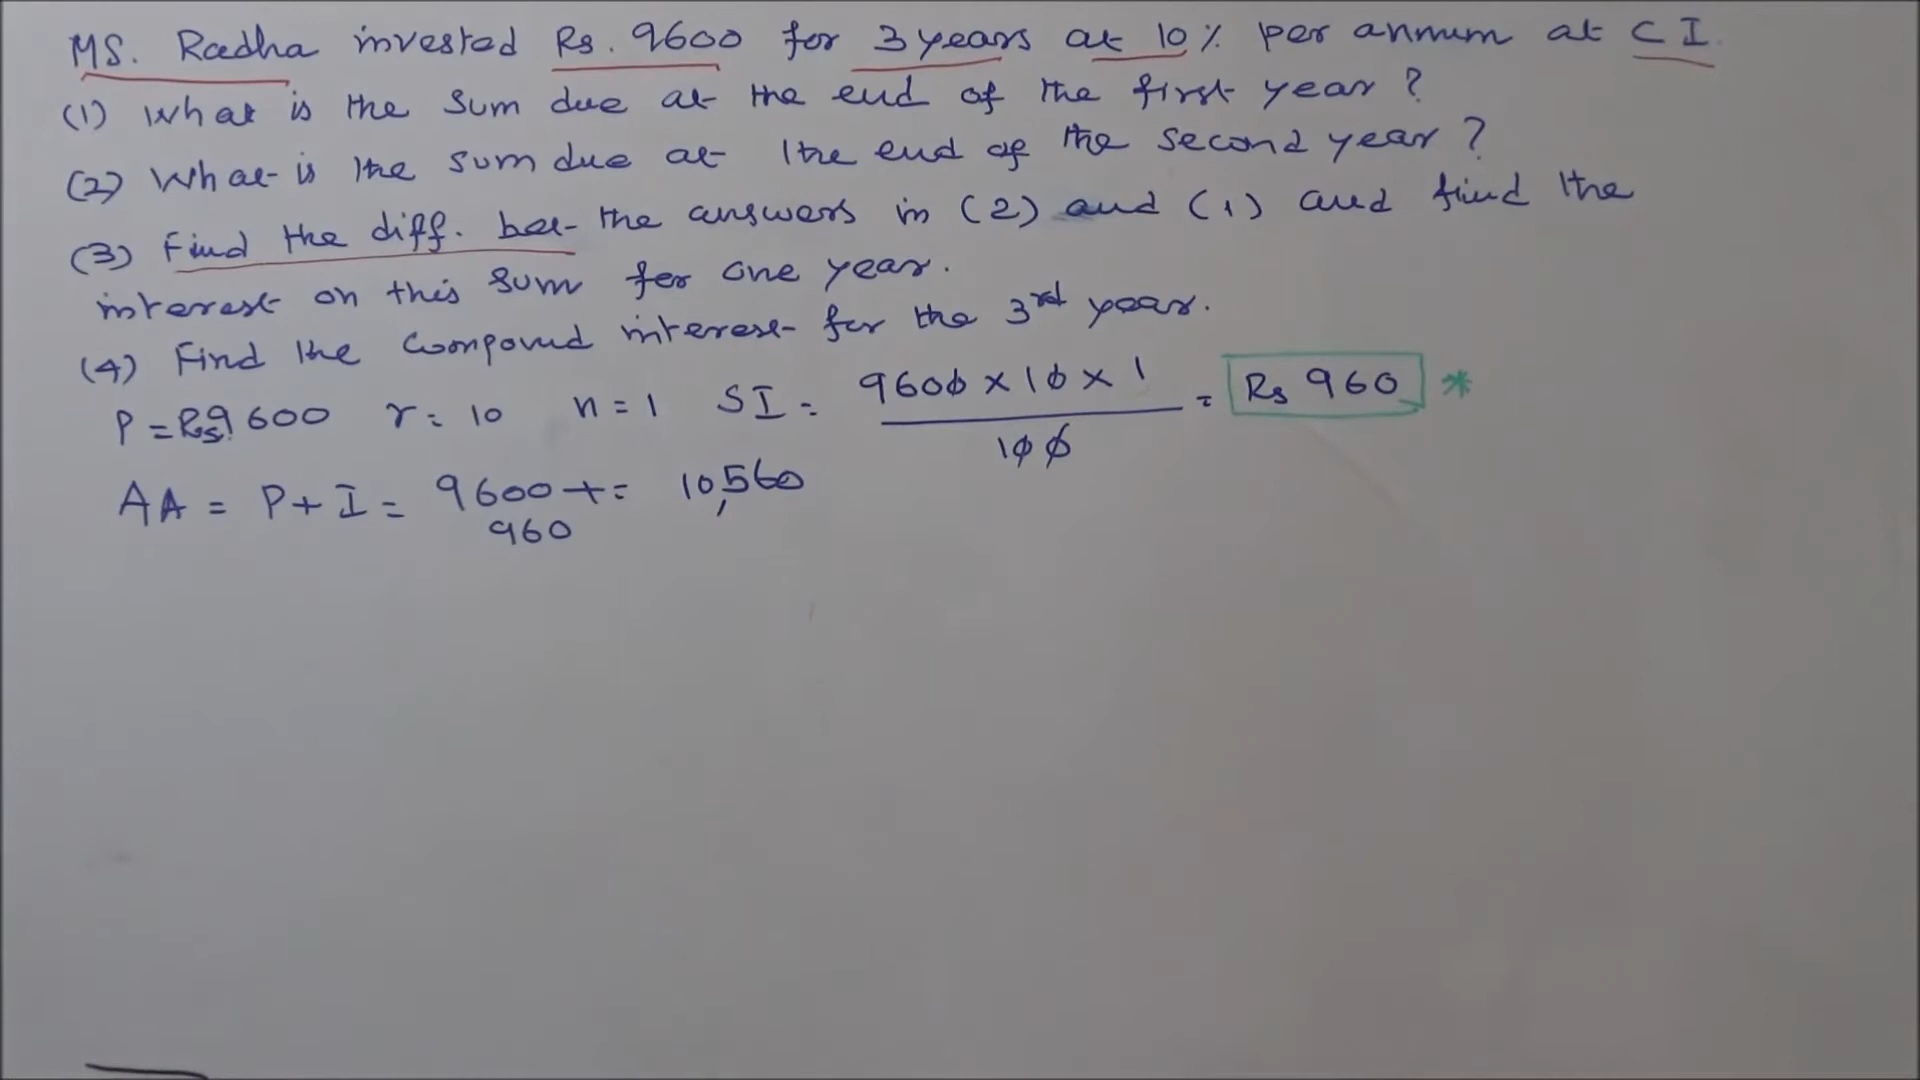 MS. Radha invested Rs. 9600 for 3 years at 10% per annum at C I.
(1) What is the sum due at the end of the first year?
(2) What is the sum due at the end of the second year?
(3) Find the diff. bet the answers in (2) and (1) and find the
interest on this sum for one year.
(4) Find the compound interest for the 3rd year.
P = Rs. 9600 r = 10 n = 1 SI = 9600 x 10 x 1 / 100 = Rs 960 *
AA = P + I = 9600 + = 10,560
960